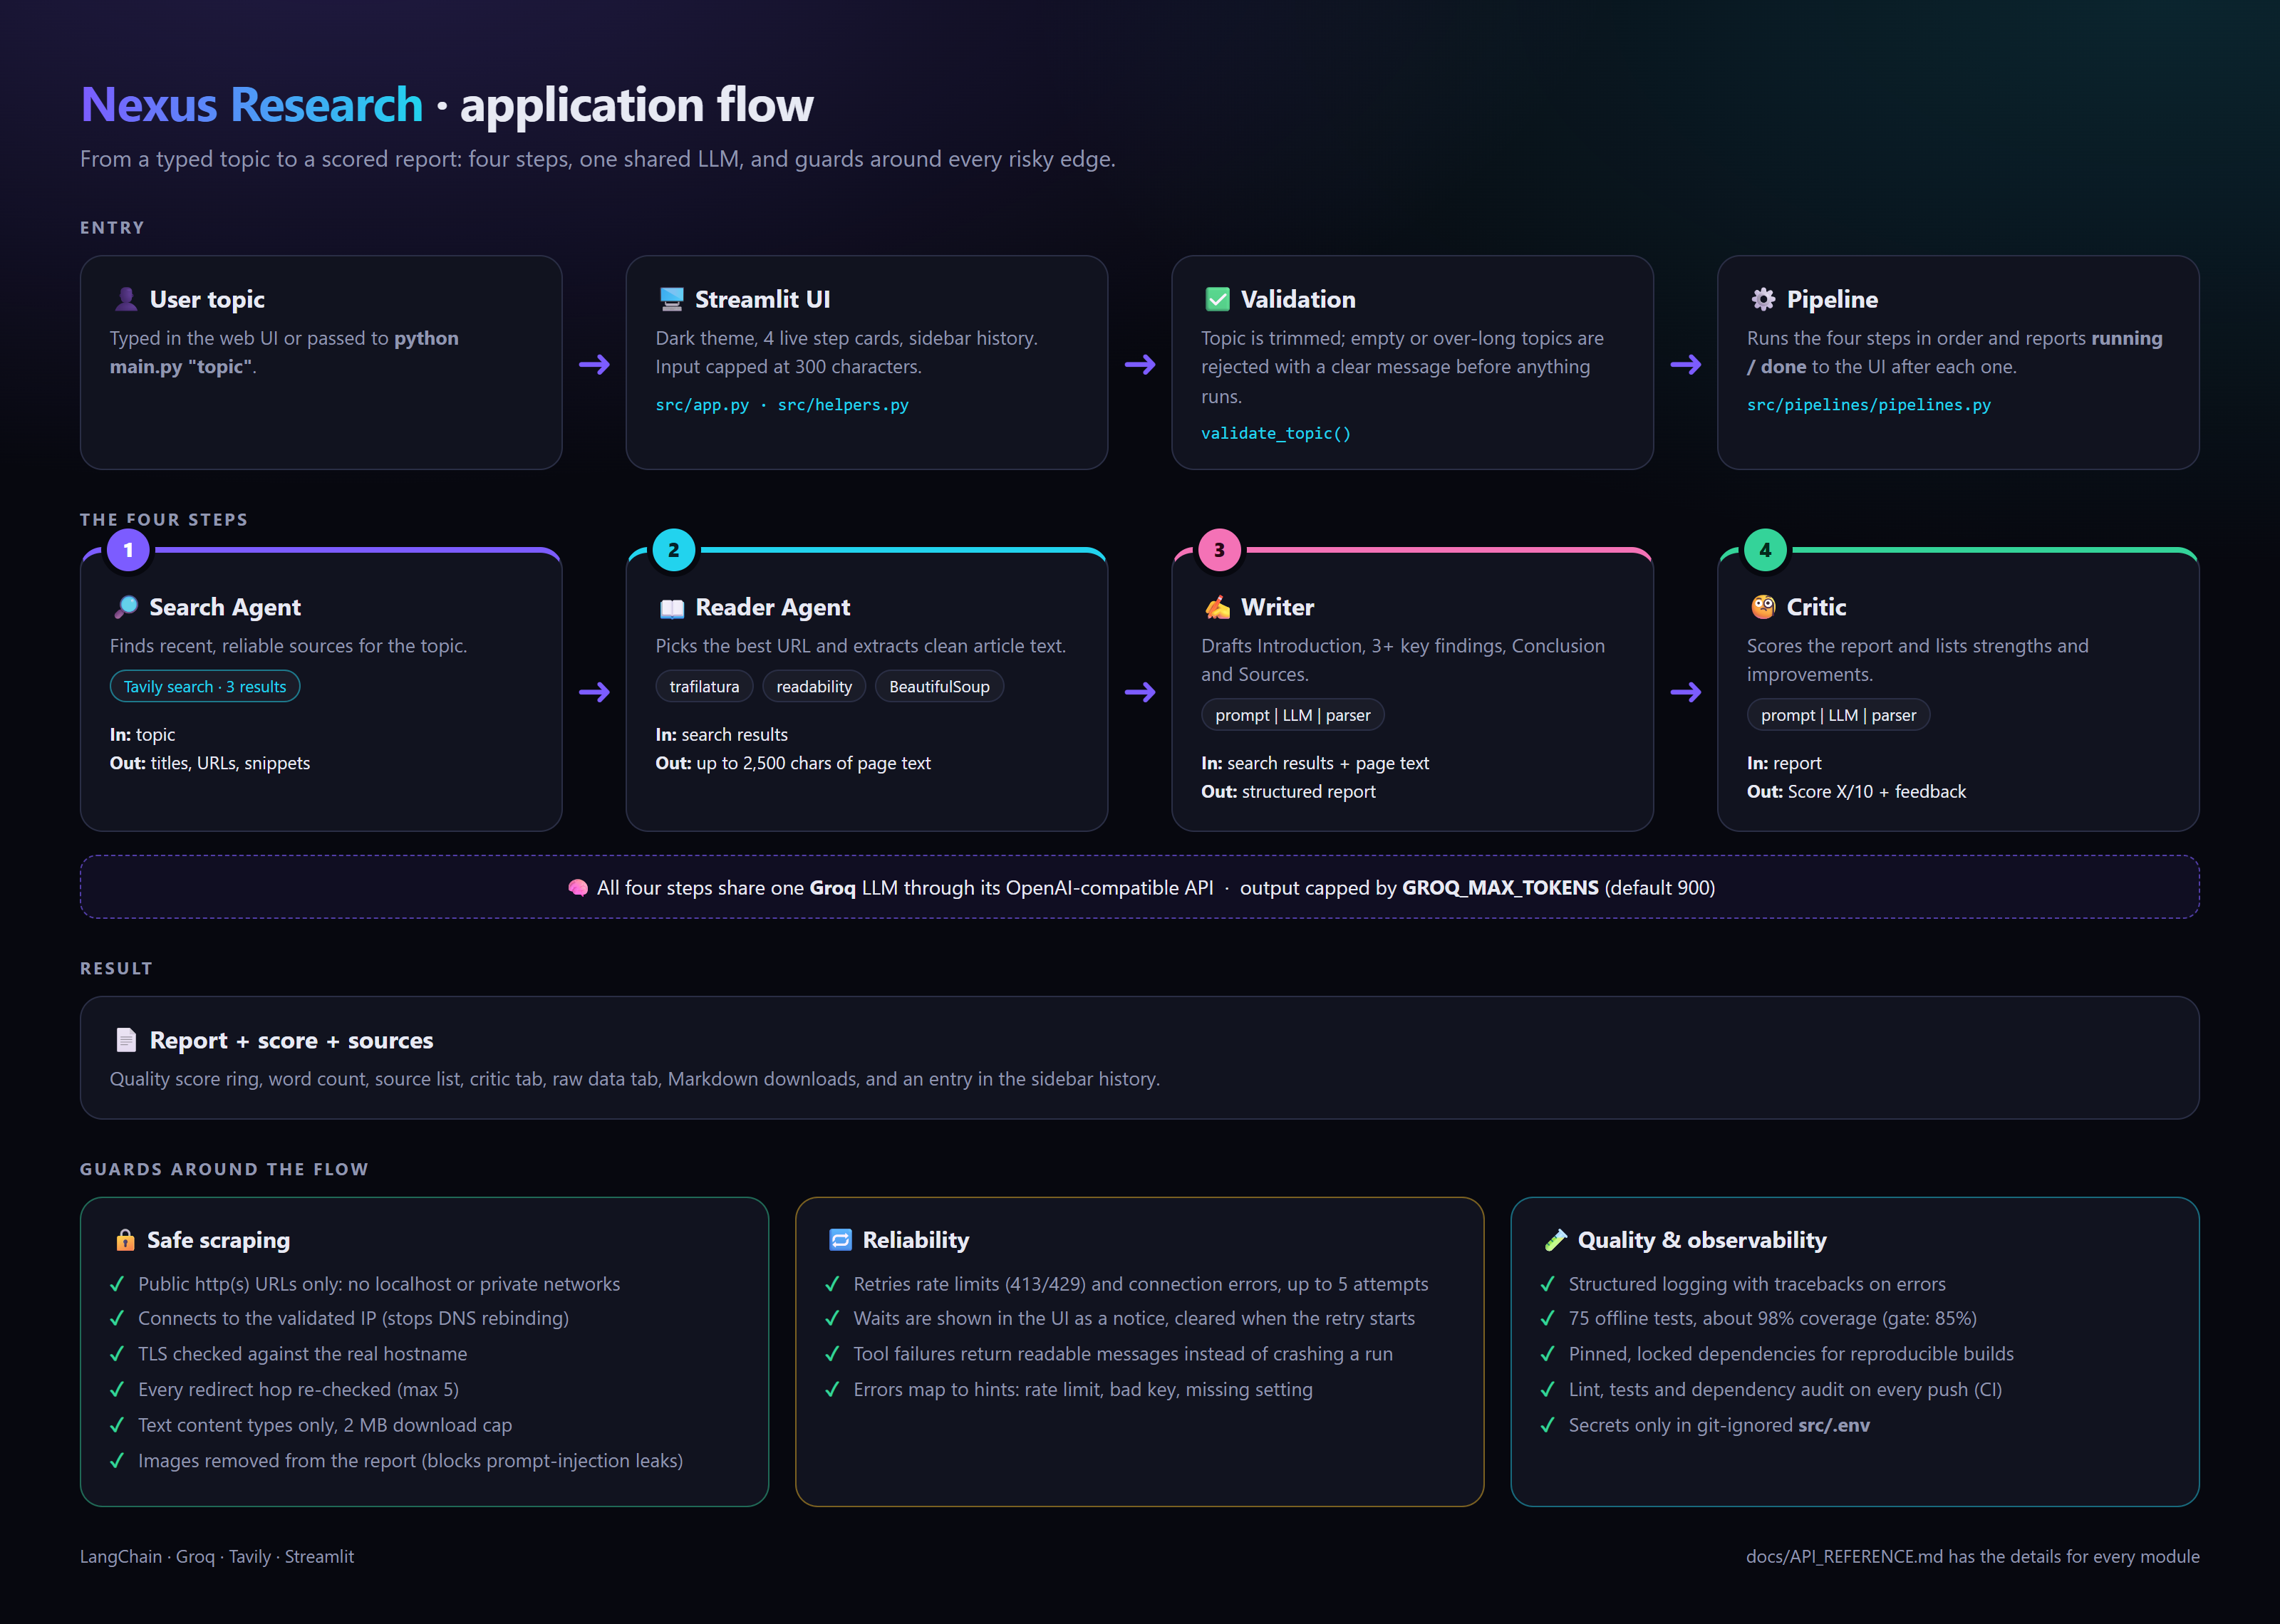 Nexus Research · application flow
From a typed topic to a scored report: four steps, one shared LLM, and guards around every risky edge.
ENTRY
User topic
Typed in the web UI or passed to python
main.py "topic".
Streamlit UI
Dark theme, 4 live step cards, sidebar history.
Input capped at 300 characters.
src/app.py · src/helpers.py
Validation
Topic is trimmed; empty or over-long topics are
rejected with a clear message before anything
runs.
validate_topic()
Pipeline
Runs the four steps in order and reports running
/ done to the UI after each one.
src/pipelines/pipelines.py
THE FOUR STEPS
1
Search Agent
Finds recent, reliable sources for the topic.
Tavily search · 3 results
In: topic
Out: titles, URLs, snippets
2
Reader Agent
Picks the best URL and extracts clean article text.
trafilatura readability BeautifulSoup
In: search results
Out: up to 2,500 chars of page text
3
Writer
Drafts Introduction, 3+ key findings, Conclusion
and Sources.
prompt | LLM | parser
In: search results + page text
Out: structured report
4
Critic
Scores the report and lists strengths and
improvements.
prompt | LLM | parser
In: report
Out: Score X/10 + feedback
All four steps share one Groq LLM through its OpenAI-compatible API · output capped by GROQ_MAX_TOKENS (default 900)
RESULT
Report + score + sources
Quality score ring, word count, source list, critic tab, raw data tab, Markdown downloads, and an entry in the sidebar history.
GUARDS AROUND THE FLOW
Safe scraping
✓ Public http(s) URLs only: no localhost or private networks
✓ Connects to the validated IP (stops DNS rebinding)
✓ TLS checked against the real hostname
✓ Every redirect hop re-checked (max 5)
✓ Text content types only, 2 MB download cap
✓ Images removed from the report (blocks prompt-injection leaks)
Reliability
✓ Retries rate limits (413/429) and connection errors, up to 5 attempts
✓ Waits are shown in the UI as a notice, cleared when the retry starts
✓ Tool failures return readable messages instead of crashing a run
✓ Errors map to hints: rate limit, bad key, missing setting
Quality & observability
✓ Structured logging with tracebacks on errors
✓ 75 offline tests, about 98% coverage (gate: 85%)
✓ Pinned, locked dependencies for reproducible builds
✓ Lint, tests and dependency audit on every push (CI)
✓ Secrets only in git-ignored src/.env
LangChain · Groq · Tavily · Streamlit
docs/API_REFERENCE.md has the details for every module